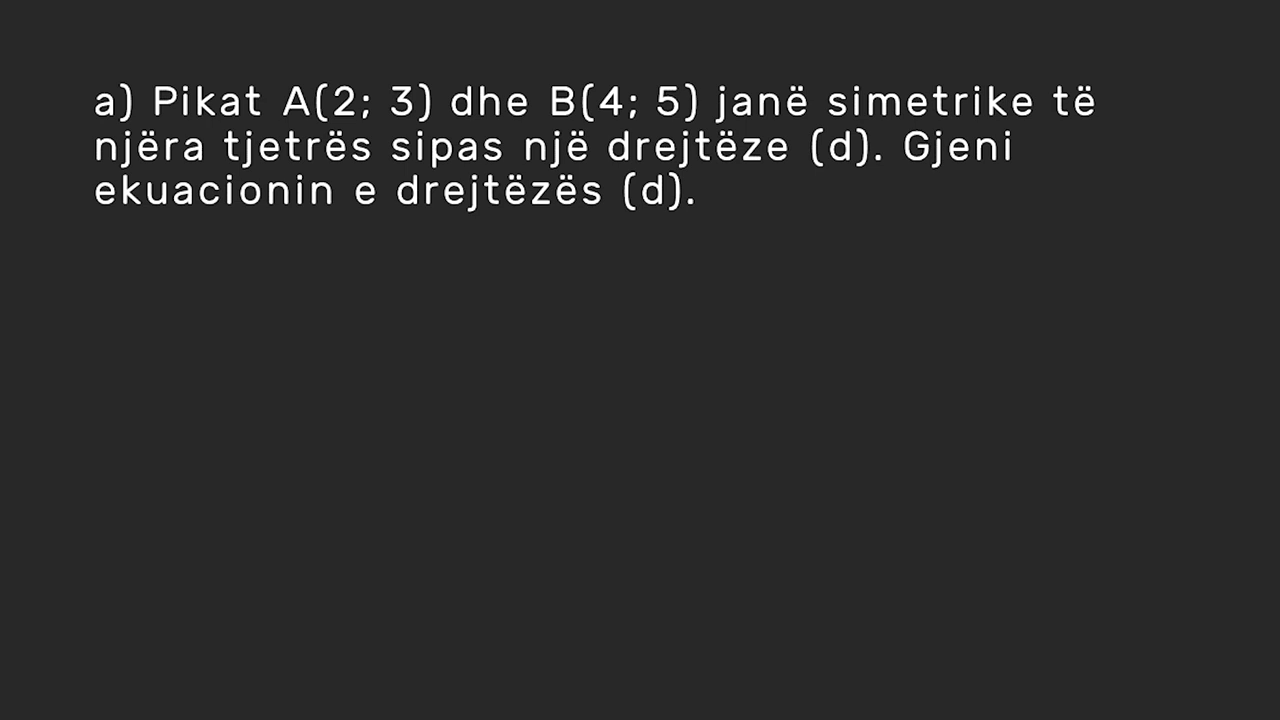 a) Pikat A(2; 3) dhe B(4; 5) janë simetrike të
njëra tjetrës sipas një drejtëze (d). Gjeni
ekuacionin e drejtëzës (d).